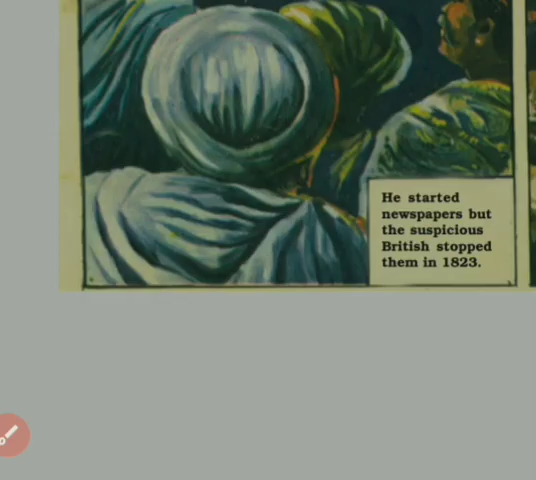 He started
newspapers but
the suspicious
British stopped
them in 1823.